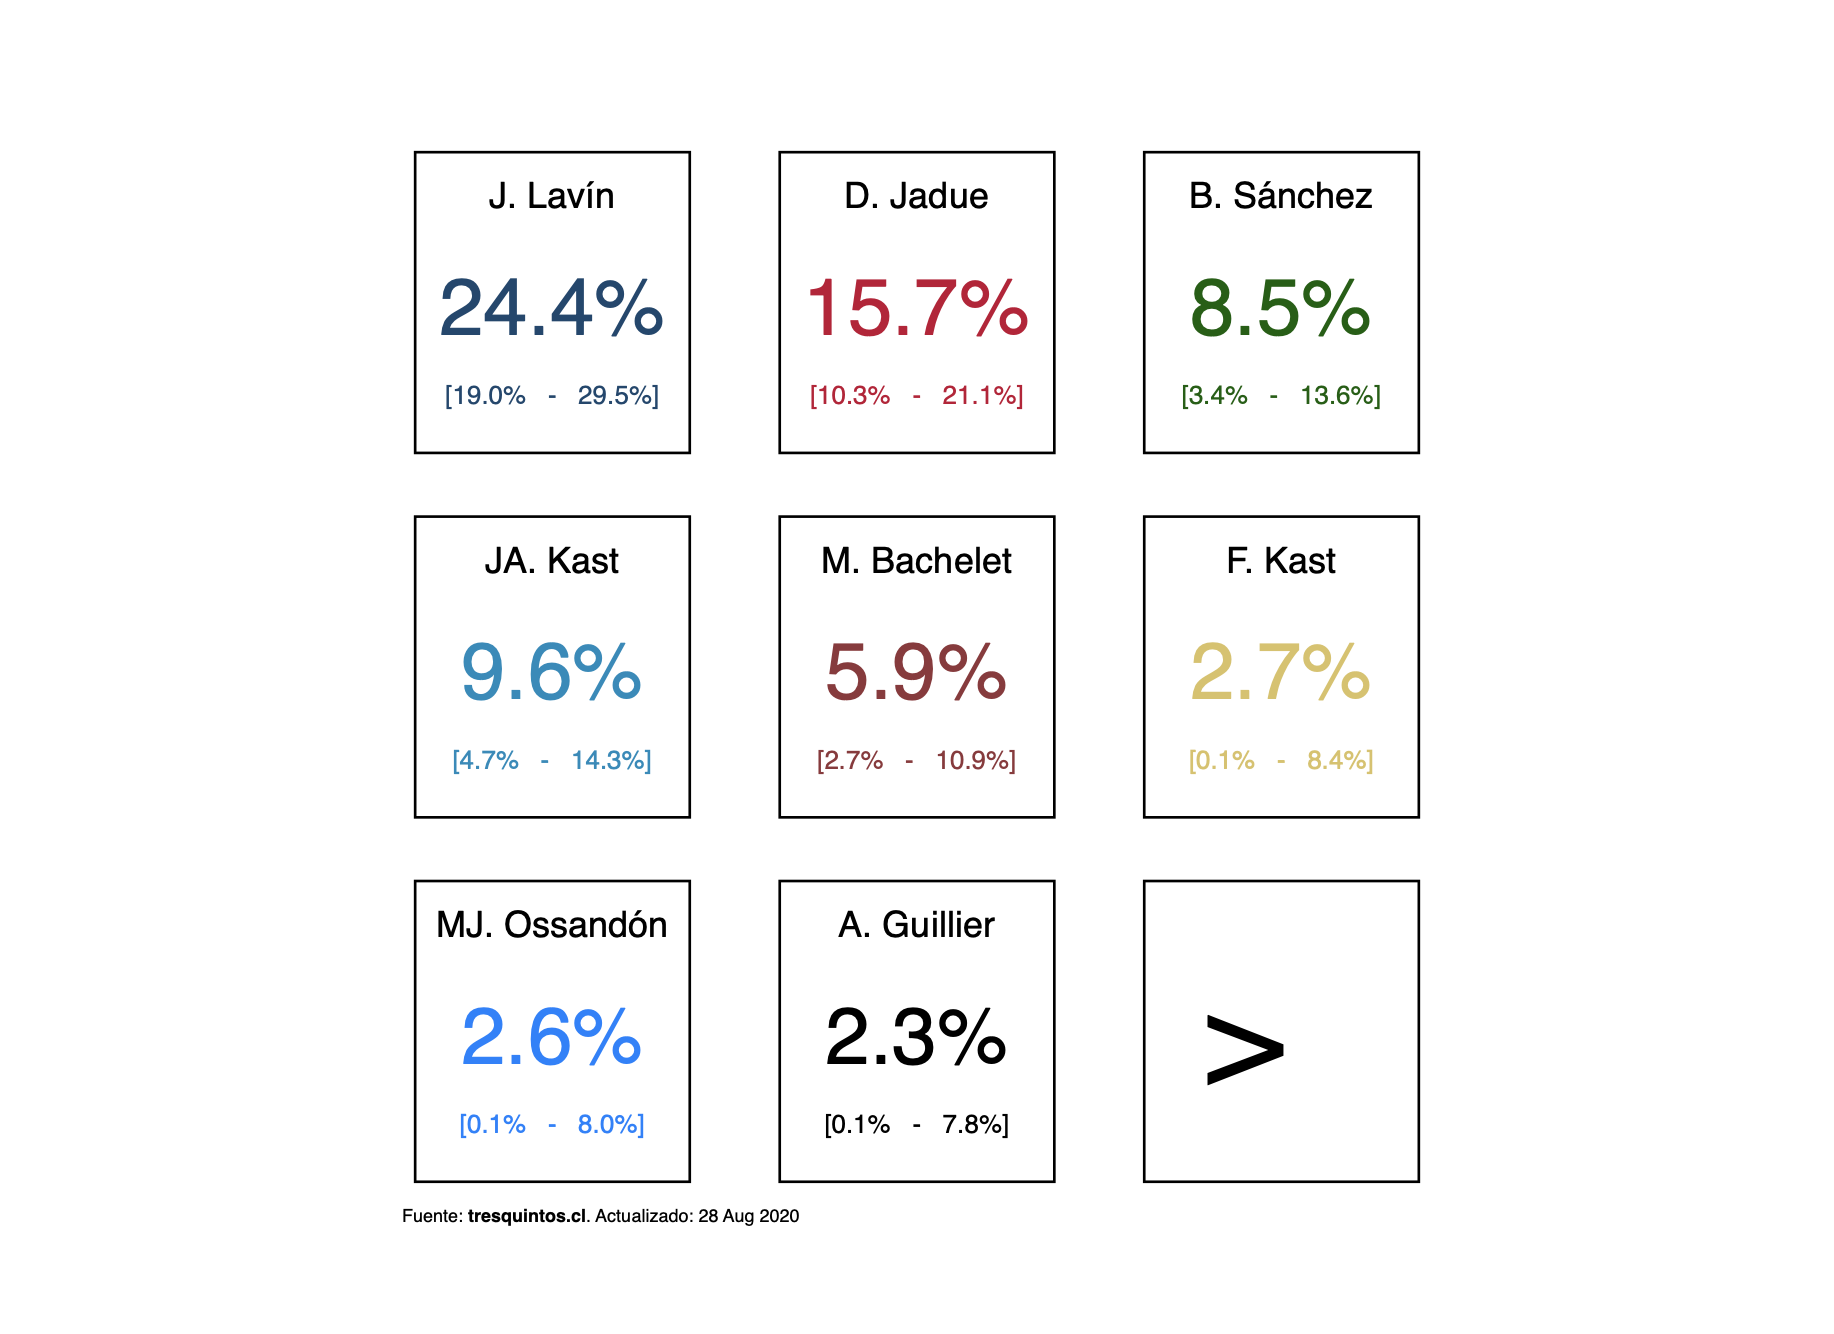 J. Lavín
24.4%
[19.0% - 29.5%]
D. Jadue
15.7%
[10.3% - 21.1%]
B. Sánchez
8.5%
[3.4% - 13.6%]
JA. Kast
9.6%
[4.7% - 14.3%]
M. Bachelet
5.9%
[2.7% - 10.9%]
F. Kast
2.7%
[0.1% - 8.4%]
MJ. Ossandón
2.6%
[0.1% - 8.0%]
A. Guillier
2.3%
[0.1% - 7.8%]
>
Fuente: tresquintos.cl. Actualizado: 28 Aug 2020